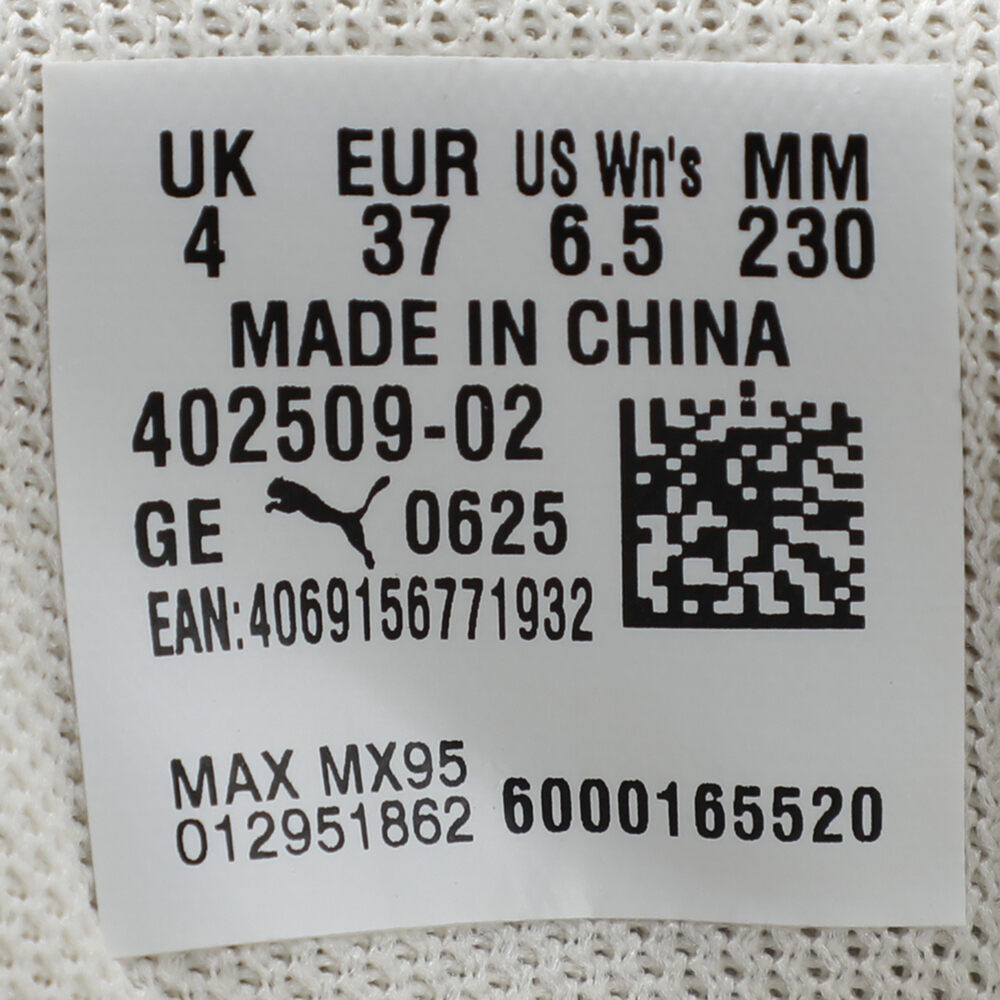 UK EUR US Wn's MM
4 37 6.5 230
MADE IN CHINA
402509-02
GE 0625
EAN:4069156771932
MAX MX95
012951862 6000165520